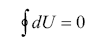 ∮dU = 0